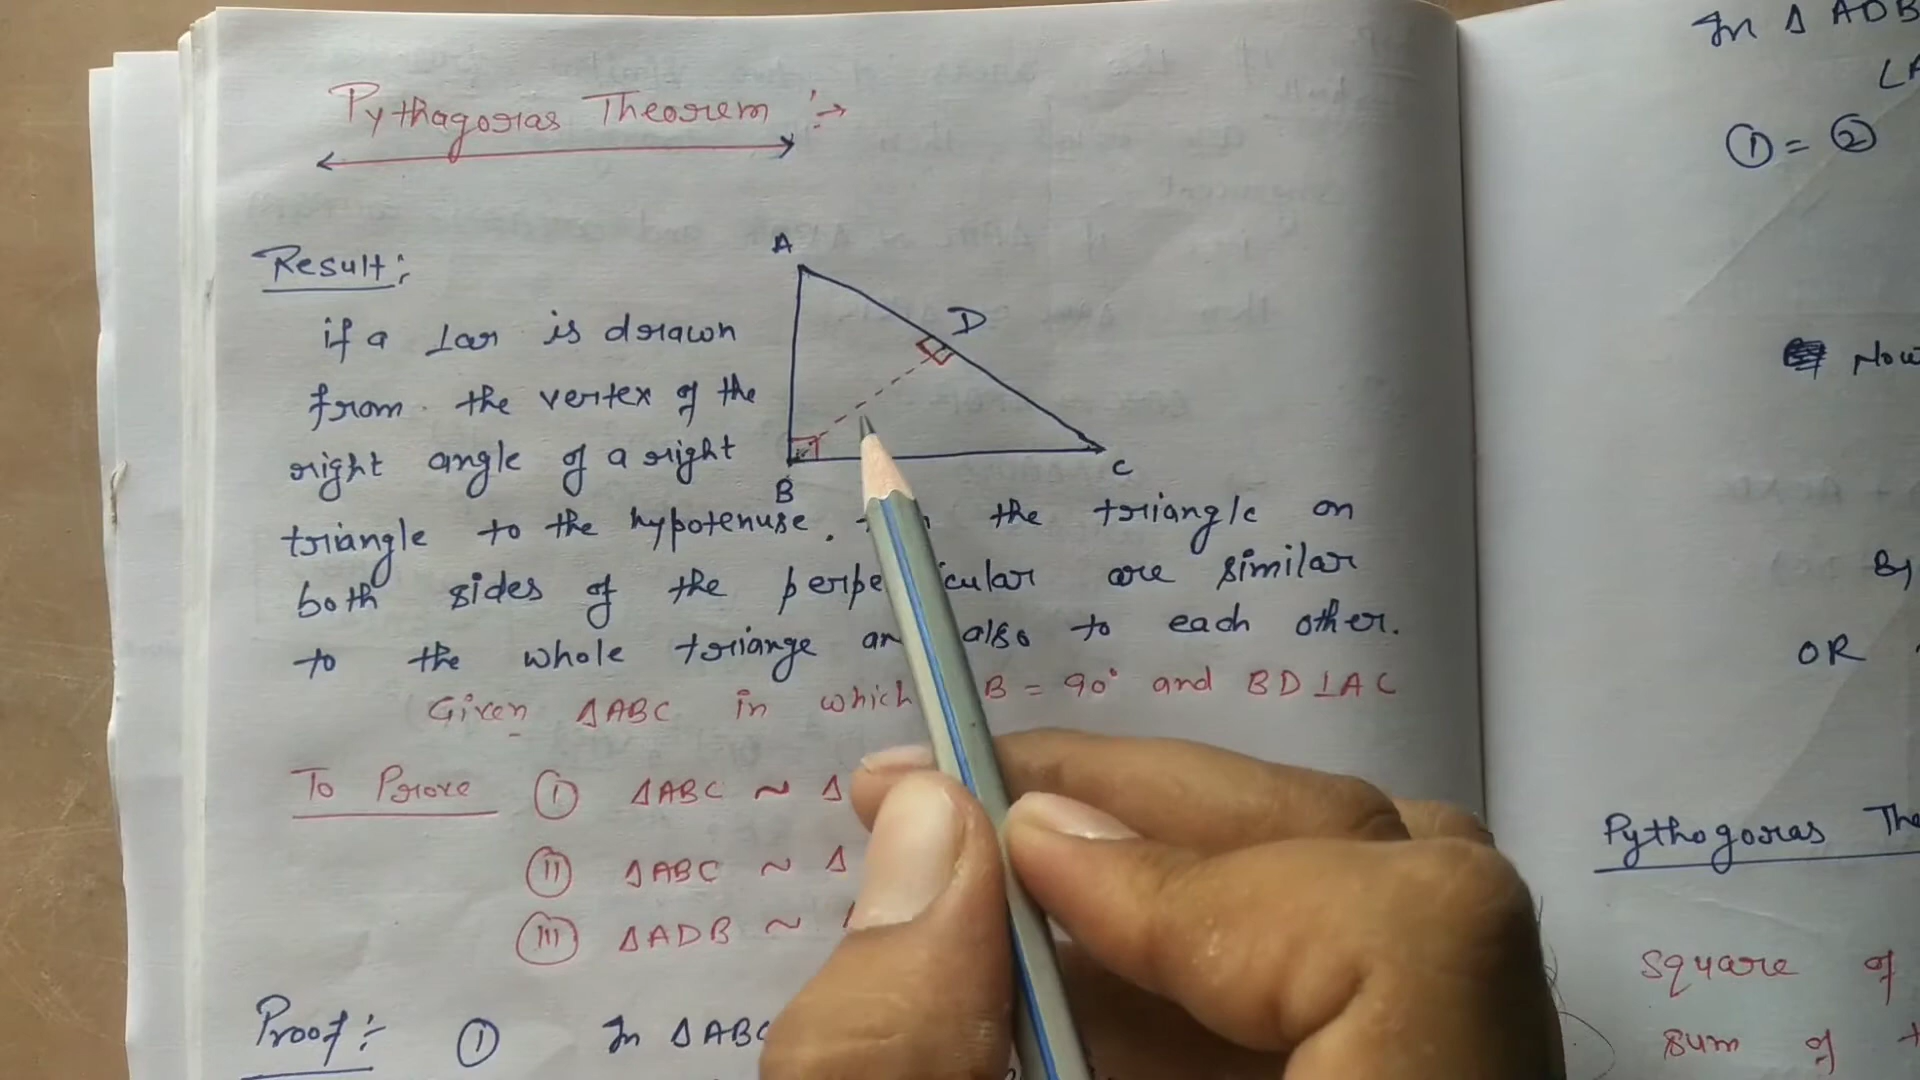 Pythagoras Theorem :→
Result:
A
D
B
C
if a ⊥ar is drawn
from the vertex of the
right angle of a right
triangle to the hypotenuse. the triangle on
both sides of the perpe icular are similar
to the whole triange an also to each other.
Given ΔABC in which B = 90° and BD⊥AC
To Prove (I) ΔABC ~ Δ
(II) ΔABC ~ Δ
(III) ΔADB ~
Proof :- (1) In ΔABC
In Δ ADB
∠A
① = ②
Now
By
OR
Pythogoras The
square of
sum of